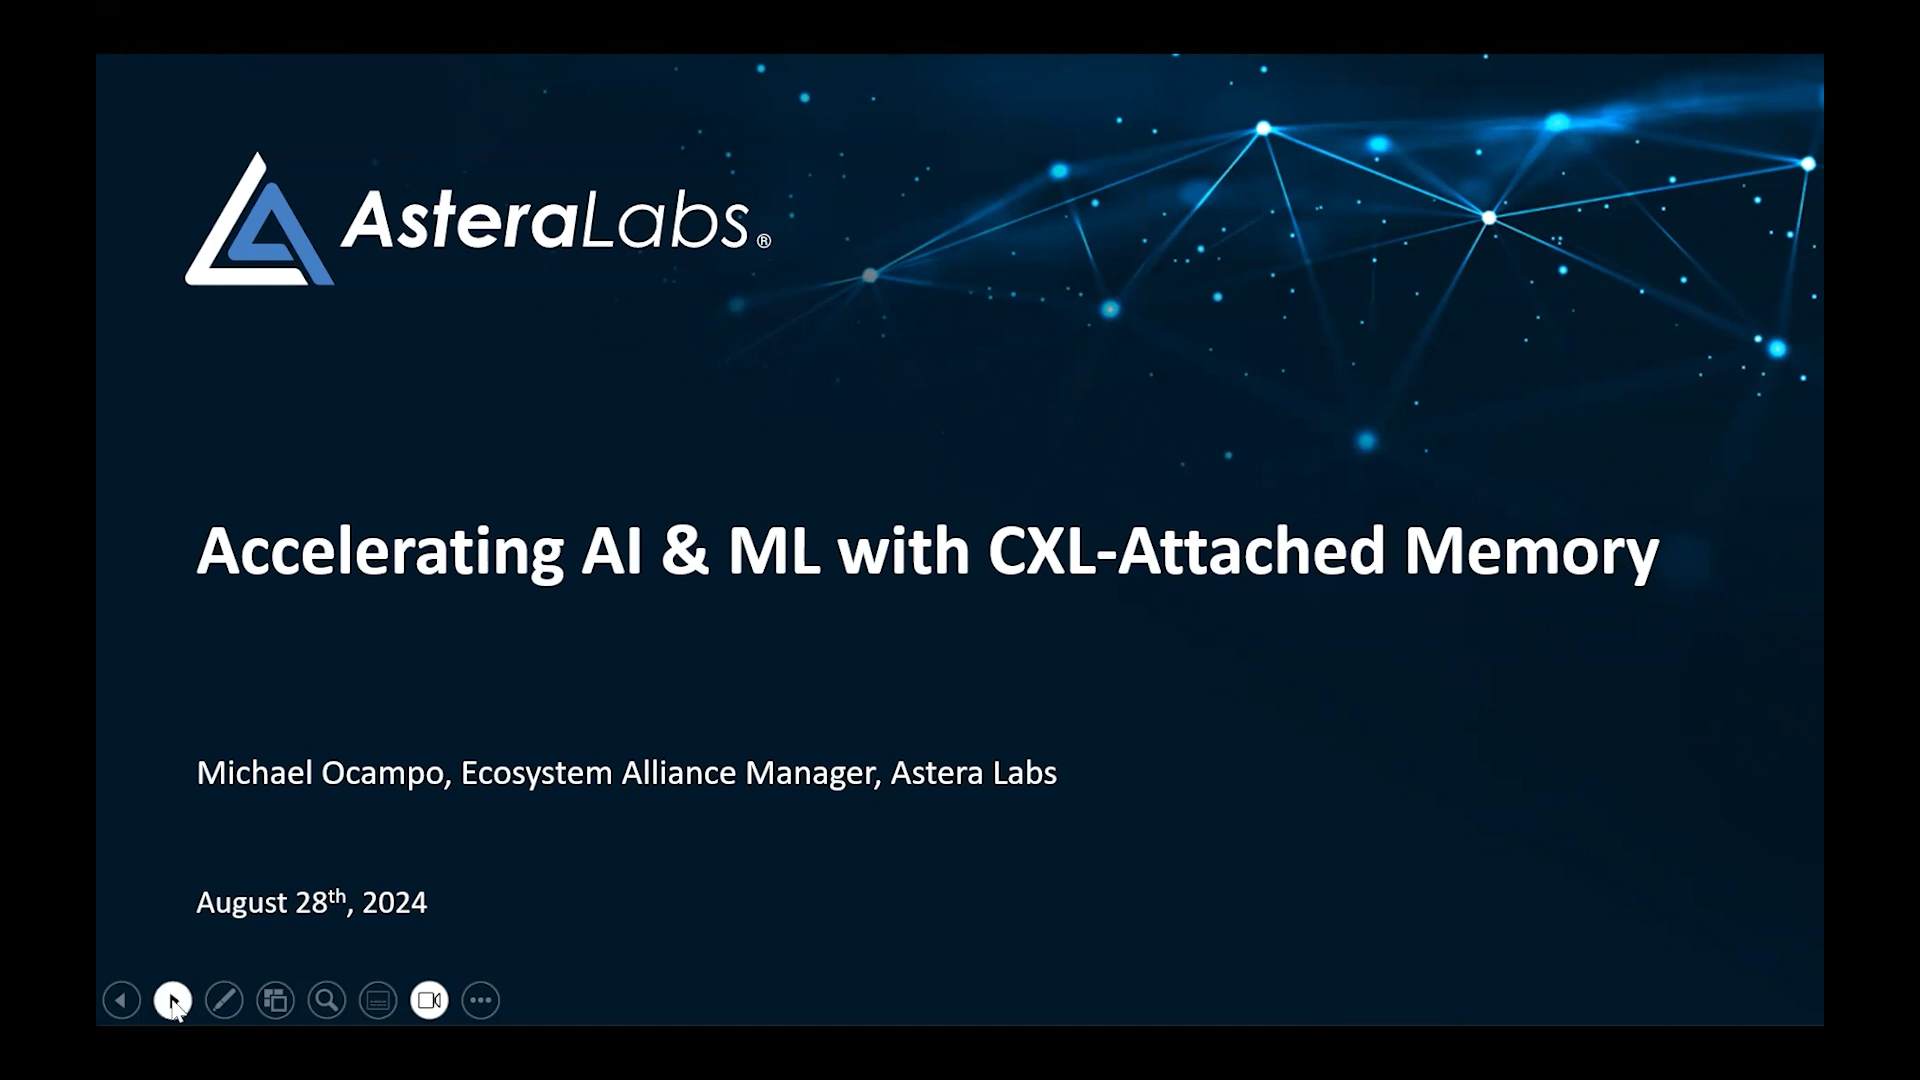 AsteraLabs®
Accelerating AI & ML with CXL-Attached Memory
Michael Ocampo, Ecosystem Alliance Manager, Astera Labs
August 28th, 2024